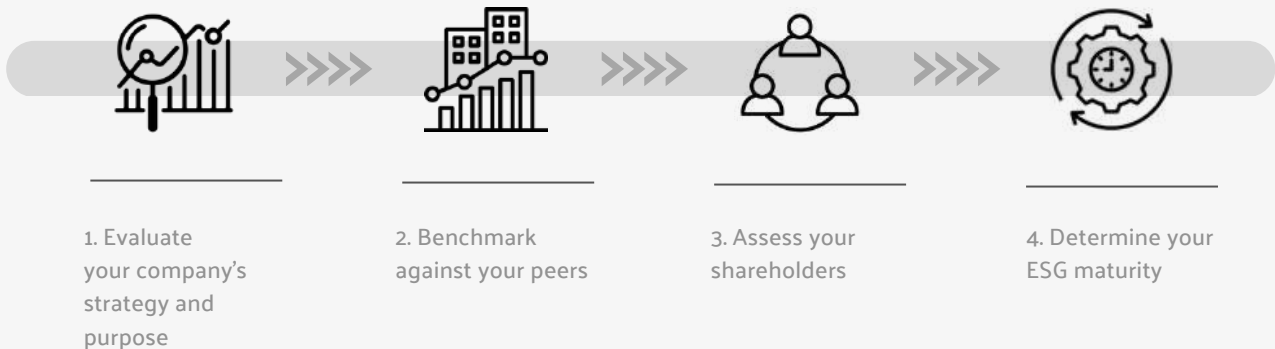 1. Evaluate
your company's
strategy and
purpose
2. Benchmark
against your peers
3. Assess your
shareholders
4. Determine your
ESG maturity